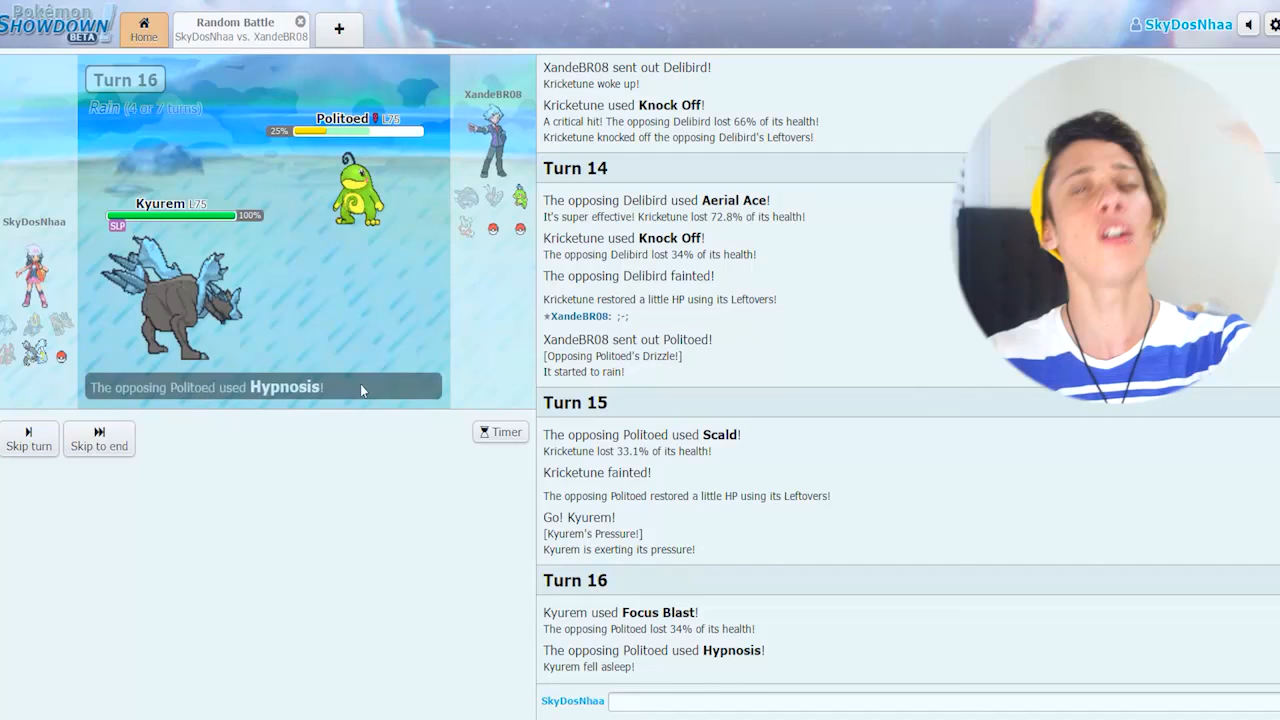 Pokémon
SHOWDOWN!
BETA
Home
Random Battle
SkyDosNhaa vs. XandeBR08
+
SkyDosNhaa
Turn 16
Rain (4 or 7 turns)
XandeBR08
Politoed L75
25%
Kyurem L75
100%
SLP
SkyDosNhaa
The opposing Politoed used Hypnosis!
Skip turn
Skip to end
Timer
XandeBR08 sent out Delibird!
Kricketune woke up!
Kricketune used Knock Off!
A critical hit! The opposing Delibird lost 66% of its health!
Kricketune knocked off the opposing Delibird's Leftovers!
Turn 14
The opposing Delibird used Aerial Ace!
It's super effective! Kricketune lost 72.8% of its health!
Kricketune used Knock Off!
The opposing Delibird lost 34% of its health!
The opposing Delibird fainted!
Kricketune restored a little HP using its Leftovers!
★XandeBR08: ;-;
XandeBR08 sent out Politoed!
[Opposing Politoed's Drizzle!]
It started to rain!
Turn 15
The opposing Politoed used Scald!
Kricketune lost 33.1% of its health!
Kricketune fainted!
The opposing Politoed restored a little HP using its Leftovers!
Go! Kyurem!
[Kyurem's Pressure!]
Kyurem is exerting its pressure!
Turn 16
Kyurem used Focus Blast!
The opposing Politoed lost 34% of its health!
The opposing Politoed used Hypnosis!
Kyurem fell asleep!
SkyDosNhaa